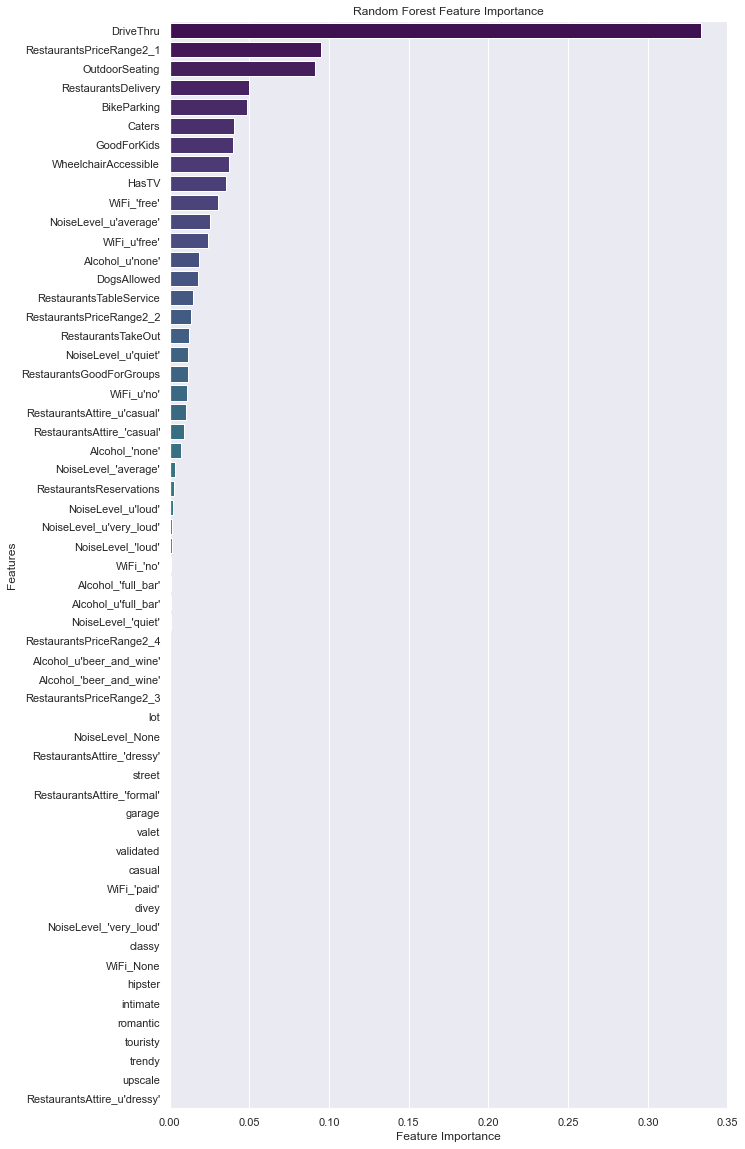 Random Forest Feature Importance
DriveThru
RestaurantsPriceRange2_1
OutdoorSeating
RestaurantsDelivery
BikeParking
Caters
GoodForKids
WheelchairAccessible
HasTV
WiFi_'free'
NoiseLevel_u'average'
WiFi_u'free'
Alcohol_u'none'
DogsAllowed
RestaurantsTableService
RestaurantsPriceRange2_2
RestaurantsTakeOut
NoiseLevel_u'quiet'
RestaurantsGoodForGroups
WiFi_u'no'
RestaurantsAttire_u'casual'
RestaurantsAttire_'casual'
Alcohol_'none'
NoiseLevel_'average'
RestaurantsReservations
NoiseLevel_u'loud'
NoiseLevel_u'very_loud'
NoiseLevel_'loud'
WiFi_'no'
Alcohol_'full_bar'
Alcohol_u'full_bar'
NoiseLevel_'quiet'
RestaurantsPriceRange2_4
Alcohol_u'beer_and_wine'
Alcohol_'beer_and_wine'
RestaurantsPriceRange2_3
lot
NoiseLevel_None
RestaurantsAttire_'dressy'
street
RestaurantsAttire_'formal'
garage
valet
validated
casual
WiFi_'paid'
divey
NoiseLevel_'very_loud'
classy
WiFi_None
hipster
intimate
romantic
touristy
trendy
upscale
RestaurantsAttire_u'dressy'
Features
0.00 0.05 0.10 0.15 0.20 0.25 0.30 0.35
Feature Importance